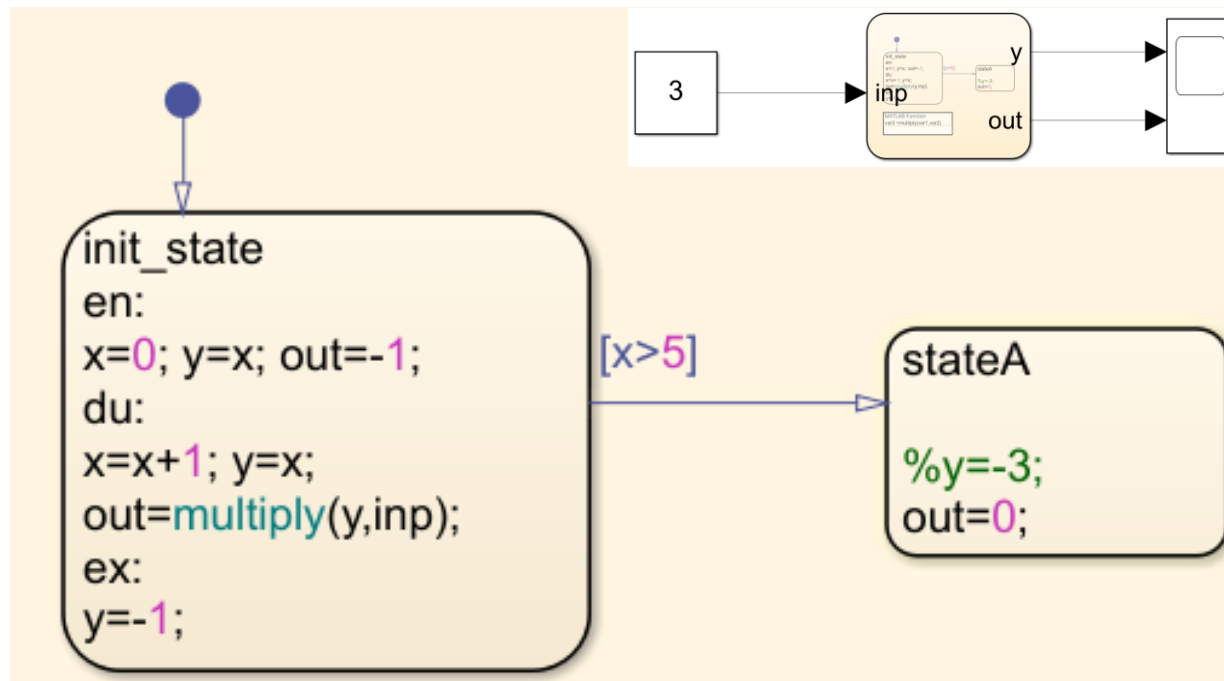 3
inp
y
out
init_state
en:
x=0; y=x; out=-1;
du:
x=x+1; y=x;
out=multiply(y,inp);
ex:
y=-1;
[x>5]
stateA
%y=-3;
out=0;